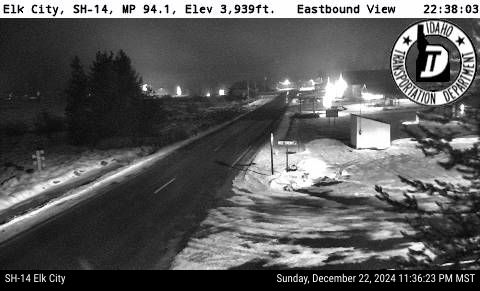 Elk City, SH-14, MP 94.1, Elev 3,939ft. Eastbound View 22:38:03
IDAHO
TRANSPORTATION DEPARTMENT
SH-14 Elk City Sunday, December 22, 2024 11:36:23 PM MST